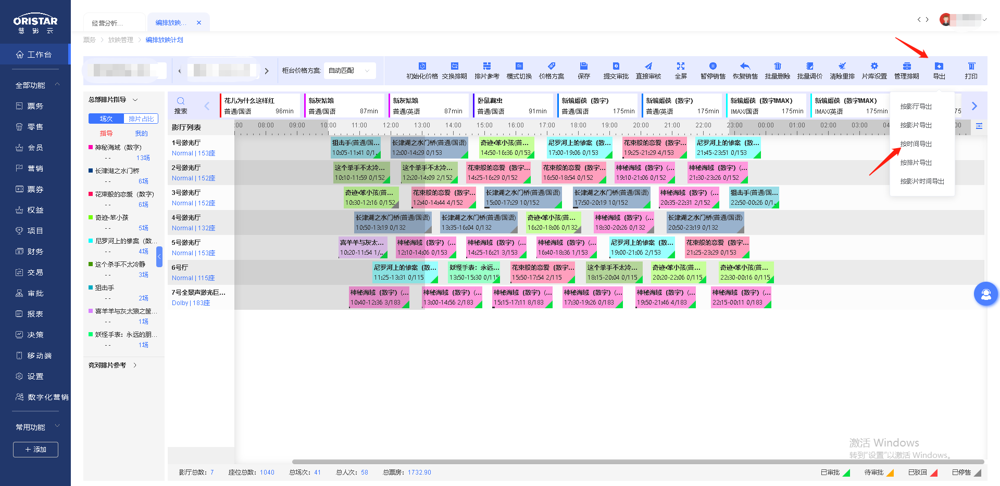 ORISTAR
慧 影 云
工作台
全部功能
票务
零售
会员
营销
票券
权益
项目
财务
交易
审批
报表
决策
移动端
设置
数字化营销
常用功能
+ 添加
经营分析...
编排放映... ×
票务 > 放映管理 > 编排放映计划
柜台价格方案: 自动匹配
初始化价格 交换排期 排片参考 模式切换 价格方案 保存 提交审批 直接审核 全屏 暂停销售 恢复销售 批量删除 批量调价 清除重排 片库设置 管理排期 导出 打印
按影厅导出
按影片导出
按时间导出
按排片导出
按影片时间导出
总部排片指导
场次 排片占比
指导 我的
神秘海域（数字）
-- 13场
长津湖之水门桥
-- 6场
花束般的恋爱（数字）
-- 6场
奇迹·笨小孩
-- 5场
尼罗河上的惨案（数...
-- 4场
这个杀手不太冷静
-- 3场
狙击手
-- 2场
喜羊羊与灰太狼之筐...
-- 1场
妖怪手表：永远的朋...
-- 1场
竞对排片参考
搜索
花儿为什么这样红
普通/国语 96min
新灰姑娘
普通/国语 87min
新灰姑娘
普通/英语 87min
卧鼠藏虫
普通/国语 91min
新蝙蝠侠（数字）
普通/国语 175min
新蝙蝠侠（数字）
普通/英语 175min
新蝙蝠侠（数字IMAX）
IMAX/国语 175min
新蝙蝠侠（数字IMAX）
IMAX/英语 175min
75
影厅列表
:00 08:00 09:00 10:00 11:00 12:00 13:00 14:00 15:00 16:00 17:00 18:00 19:00 20:00 21:00 22:00 23:00 00:00 01:00 02:00 03:00 04 00
1号激光厅
Normal | 153座
狙击手(普通/国...
10:05-11:41 0/1...
长津湖之水门桥(普通/国语)
12:00-14:29 0/153
奇迹·笨小孩(普...
14:50-16:36 0/153
尼罗河上的惨案（数...
17:00-19:06 0/153
花束般的恋爱（数字...
19:25-21:29 4/153
尼罗河上的惨案（数...
21:45-23:51 0/153
2号激光厅
Normal | 152座
这个杀手不太冷...
10:10-11:59 0/152
这个杀手不太冷...
12:20-14:09 2/152
花束般的恋爱（数字...
14:25-16:29 0/152
花束般的恋爱（数字...
16:50-18:54 0/152
神秘海域（数字）(...
19:10-21:06 0/152
神秘海域（数字）(...
21:30-23:26 0/152
3号激光厅
Normal | 152座
奇迹·笨小孩(普...
10:30-12:16 0/152
花束般的恋爱（数字...
12:40-14:44 4/152
长津湖之水门桥(普通/国语)
15:00-17:29 10/152
长津湖之水门桥(普通/国语)
17:50-20:19 10/152
神秘海域（数字）(...
20:35-22:31 2/152
狙击手(普通/国...
22:50-00:26 0/1...
4号激光厅
Normal | 132座
长津湖之水门桥(普通/国语)
10:50-13:19 0/132
长津湖之水门桥(普通/国语)
13:35-16:04 0/132
奇迹·笨小孩(普...
16:20-18:06 0/132
神秘海域（数字）(...
18:30-20:26 0/132
长津湖之水门桥(普通/国语)
20:50-23:19 0/132
5号激光厅
Normal | 153座
喜羊羊与灰太...
10:20-11:54 1/...
神秘海域（数字）(...
12:10-14:06 0/153
神秘海域（数字）(...
14:25-16:21 3/153
神秘海域（数字）(...
16:40-18:36 1/153
尼罗河上的惨案（数...
19:00-21:06 2/153
花束般的恋爱（数字...
21:25-23:29 0/153
6号厅
Normal | 115座
尼罗河上的惨案（数...
11:25-13:31 0/115
妖怪手表：永远...
13:50-15:30 0/115
花束般的恋爱（数字...
15:50-17:54 2/115
这个杀手不太冷...
18:15-20:04 0/115
奇迹·笨小孩(普...
20:20-22:06 0/115
奇迹·笨小孩(普...
22:30-00:16 0/115
7号全景声激光巨...
Dolby | 183座
神秘海域（数字）(...
10:40-12:36 3/183
神秘海域（数字）(...
13:00-14:56 2/183
神秘海域（数字）(...
15:15-17:11 8/183
神秘海域（数字）(...
17:30-19:26 0/183
神秘海域（数字）(...
19:50-21:46 4/183
神秘海域（数字）(...
22:15-00:11 0/183
激活 Windows
转到“设置”以激活 Windows。
影厅总数: 7 座位总数: 1040 总场次: 41 总人次: 58 总票房: 1732.90
已审批 待审批 已驳回 已停售